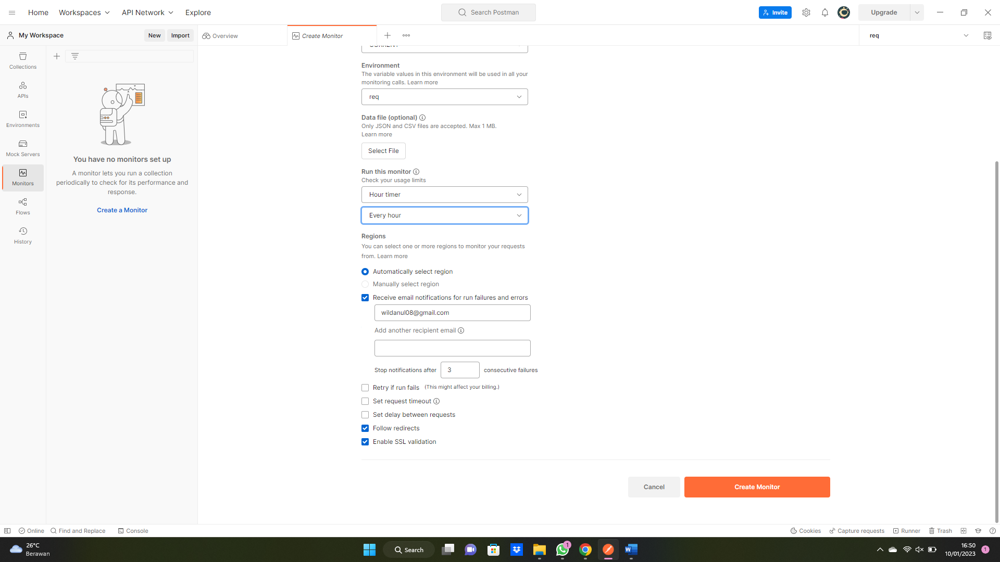 Home
Workspaces
API Network
Explore
Search Postman
Invite
Upgrade
My Workspace
New
Import
Overview
Create Monitor
req
Collections
APIs
Environments
Mock Servers
Monitors
Flows
History
You have no monitors set up
A monitor lets you run a collection
periodically to check for its performance and
response.
Create a Monitor
CURRENT
Environment
The variable values in this environment will be used in all your
monitoring calls. Learn more
req
Data file (optional)
Only JSON and CSV files are accepted. Max 1 MB.
Learn more
Select File
Run this monitor
Check your usage limits
Hour timer
Every hour
Regions
You can select one or more regions to monitor your requests
from. Learn more
Automatically select region
Manually select region
Receive email notifications for run failures and errors
wildanul08@gmail.com
Add another recipient email
Stop notifications after 3 consecutive failures
Retry if run fails (This might affect your billing.)
Set request timeout
Set delay between requests
Follow redirects
Enable SSL validation
Cancel
Create Monitor
Online
Find and Replace
Console
Cookies
Capture requests
Runner
Trash
26°C
Berawan
Search
1
16:50
10/01/2023
1